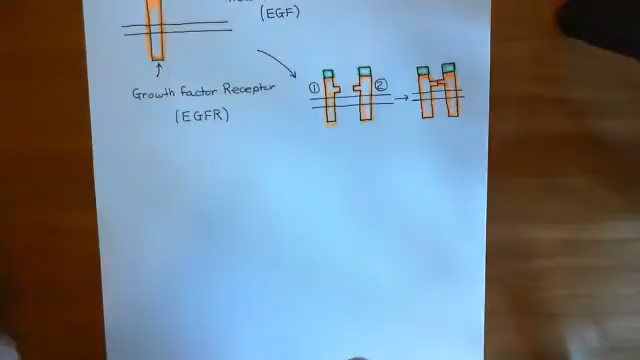 (EGF)
Growth Factor Receptor
(EGFR)
① ②